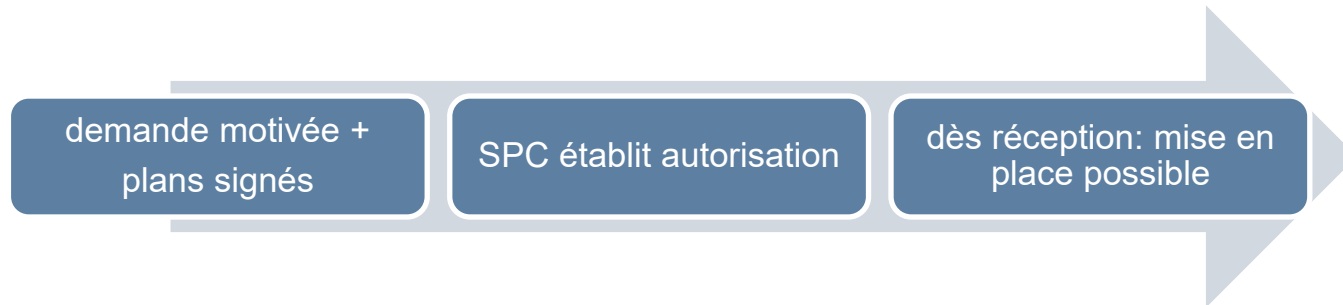 demande motivée +
plans signés
SPC établit autorisation
dès réception: mise en
place possible